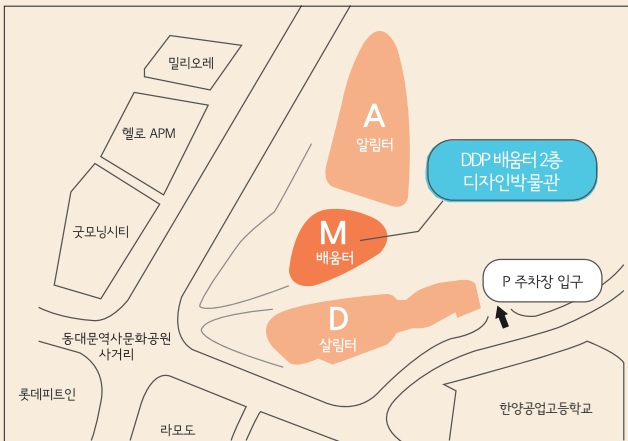 밀리오레
헬로 APM
굿모닝시티
A
알림터
DDP 배움터 2층
디자인박물관
M
배움터
P 주차장 입구
D
살림터
동대문역사문화공원
사거리
롯데피트인
라모도
한양공업고등학교